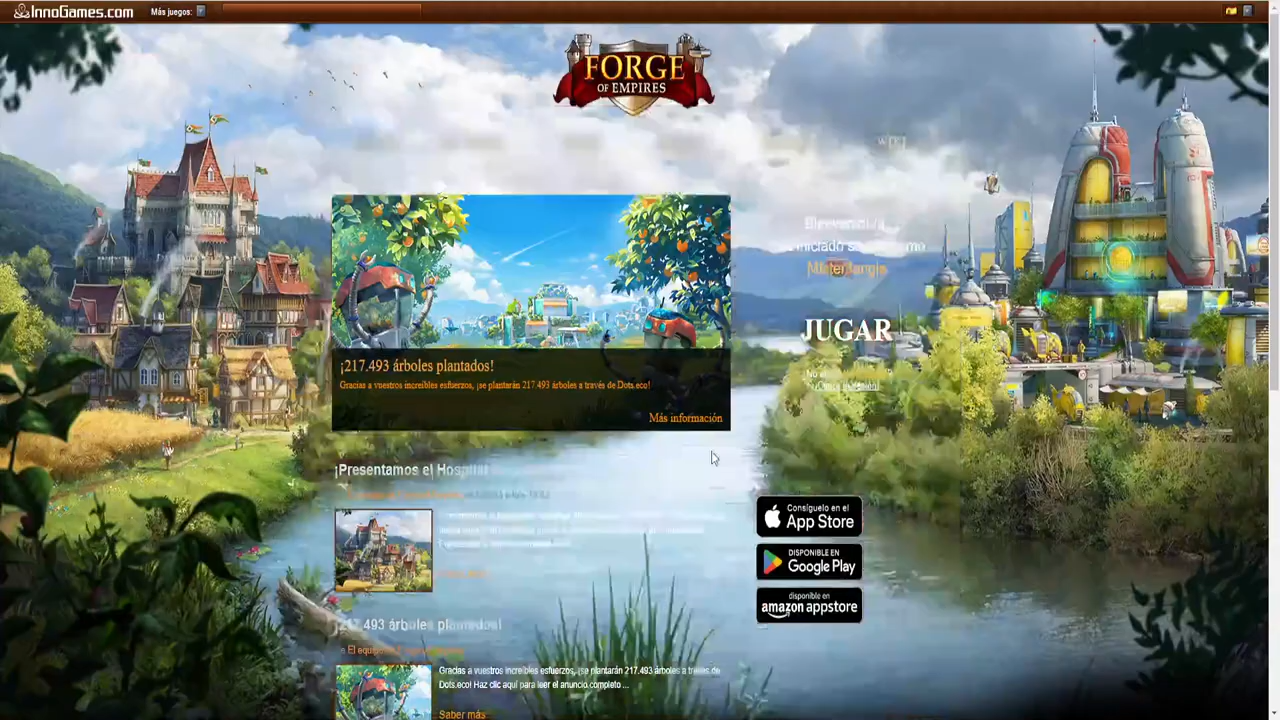 InnoGames.com
Más juegos:
FORGE
OF EMPIRES
¡217.493 árboles plantados!
Gracias a vuestros increíbles esfuerzos, ¡se plantarán 217.493 árboles a través de Dots.eco!
Más información
JUGAR
¡Presentamos el Hospital
Consíguelo en el
App Store
DISPONIBLE EN
Google Play
disponible en
amazon appstore
217.493 árboles plantados!
El equipo
Gracias a vuestros increíbles esfuerzos, ¡se plantarán 217.493 árboles a través de
Dots.eco! Haz clic aquí para leer el anuncio completo ...
Saber más